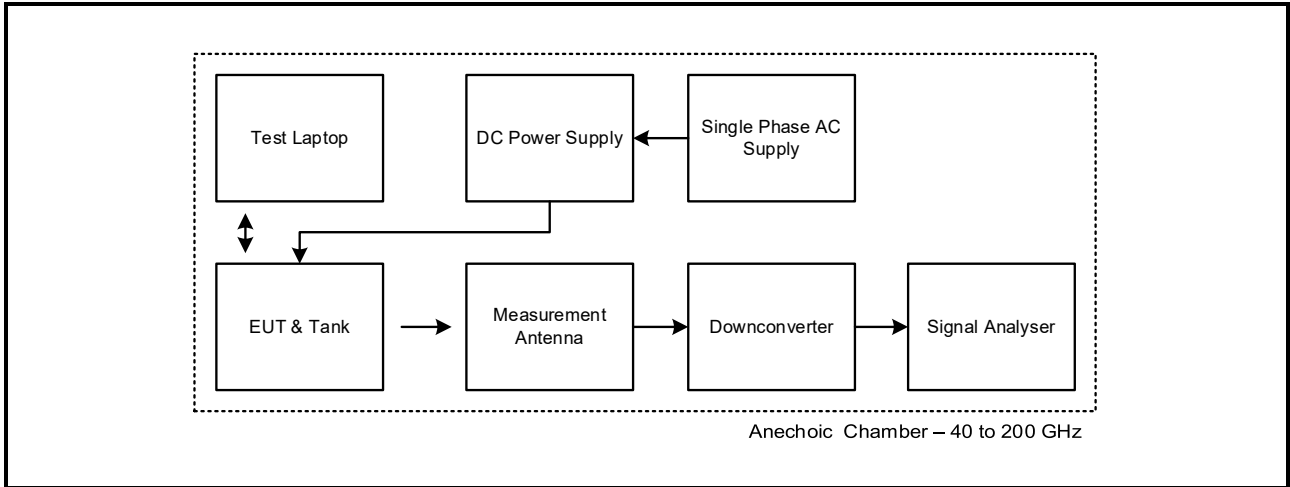 Test Laptop
DC Power Supply
Single Phase AC
Supply
EUT & Tank
Measurement
Antenna
Downconverter
Signal Analyser
Anechoic Chamber – 40 to 200 GHz